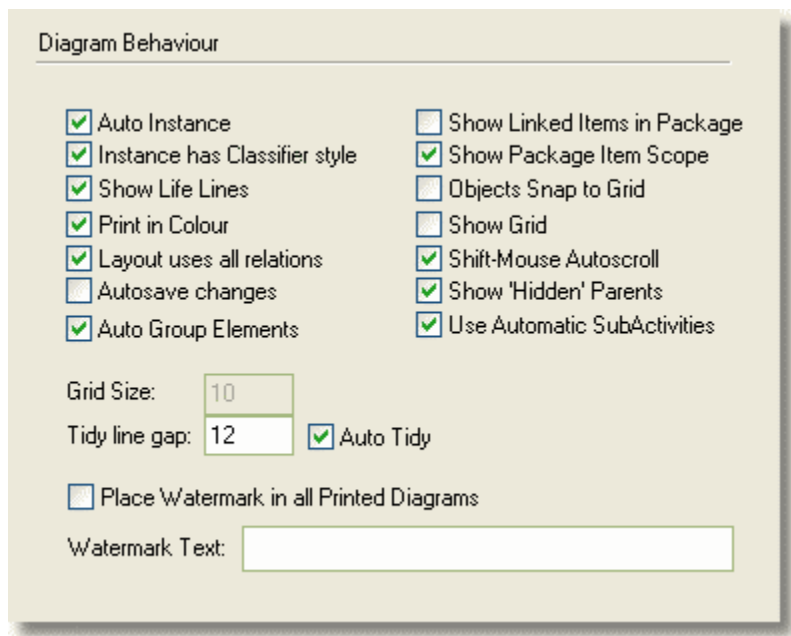 Diagram Behaviour
Auto Instance
Instance has Classifier style
Show Life Lines
Print in Colour
Layout uses all relations
Autosave changes
Auto Group Elements
Show Linked Items in Package
Show Package Item Scope
Objects Snap to Grid
Show Grid
Shift-Mouse Autoscroll
Show 'Hidden' Parents
Use Automatic SubActivities
Grid Size: 10
Tidy line gap: 12 Auto Tidy
Place Watermark in all Printed Diagrams
Watermark Text: